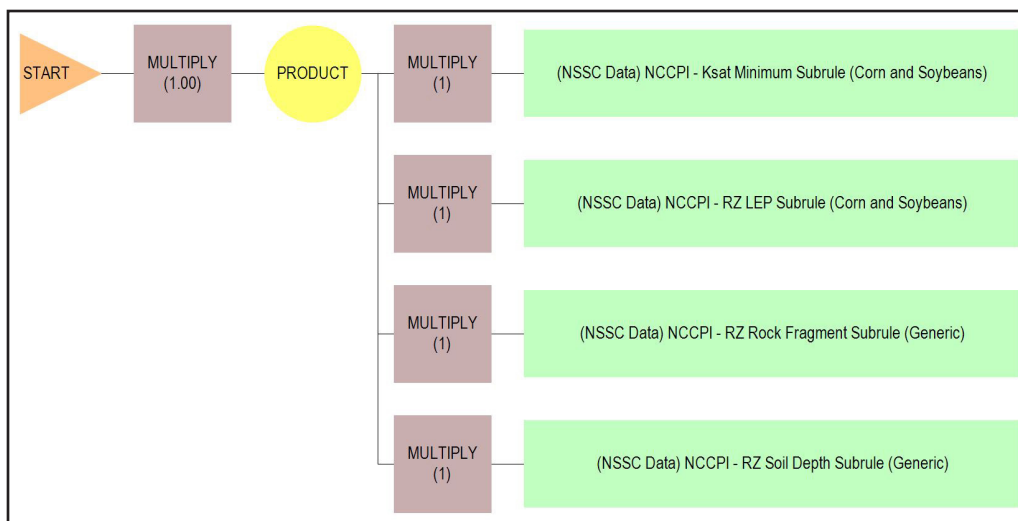 START
MULTIPLY
(1.00)
PRODUCT
MULTIPLY
(1)
(NSSC Data) NCCPI - Ksat Minimum Subrule (Corn and Soybeans)
MULTIPLY
(1)
(NSSC Data) NCCPI - RZ LEP Subrule (Corn and Soybeans)
MULTIPLY
(1)
(NSSC Data) NCCPI - RZ Rock Fragment Subrule (Generic)
MULTIPLY
(1)
(NSSC Data) NCCPI - RZ Soil Depth Subrule (Generic)